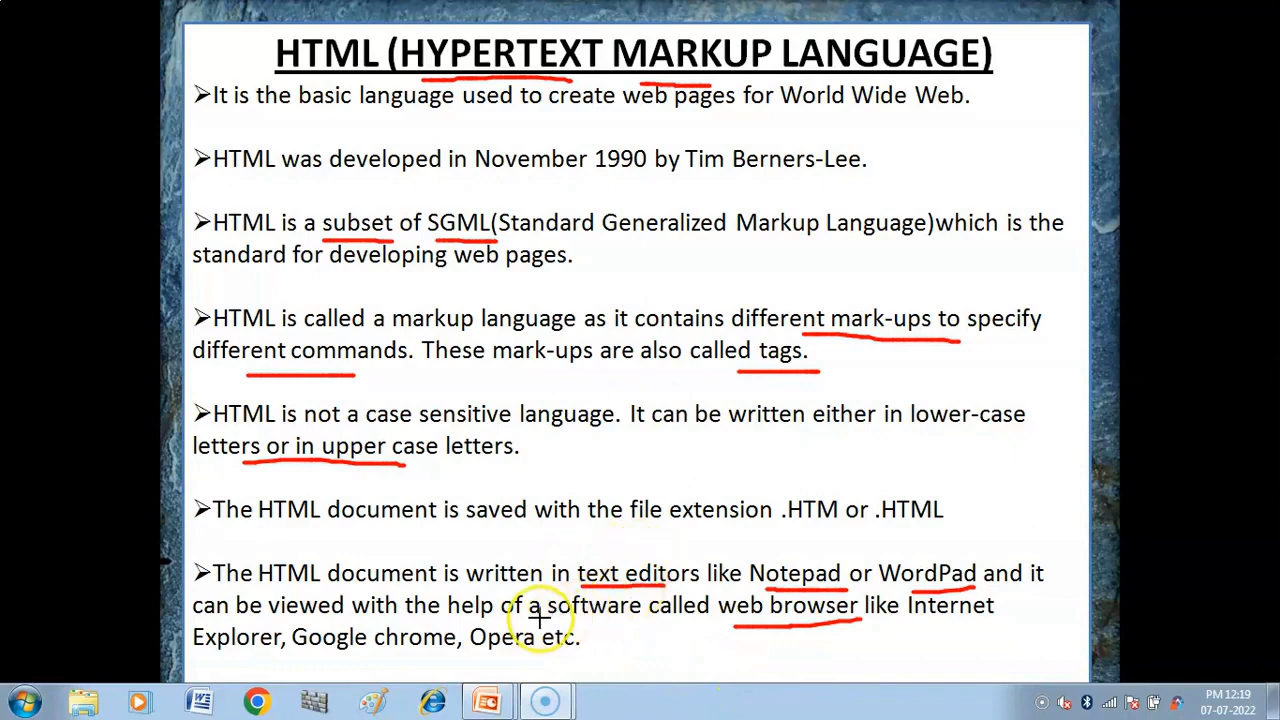 HTML (HYPERTEXT MARKUP LANGUAGE)
➢It is the basic language used to create web pages for World Wide Web.
➢HTML was developed in November 1990 by Tim Berners-Lee.
➢HTML is a subset of SGML(Standard Generalized Markup Language)which is the
standard for developing web pages.
➢HTML is called a markup language as it contains different mark-ups to specify
different commands. These mark-ups are also called tags.
➢HTML is not a case sensitive language. It can be written either in lower-case
letters or in upper case letters.
➢The HTML document is saved with the file extension .HTM or .HTML
➢The HTML document is written in text editors like Notepad or WordPad and it
can be viewed with the help of a software called web browser like Internet
Explorer, Google chrome, Opera etc.
PM 12:19
07-07-2022